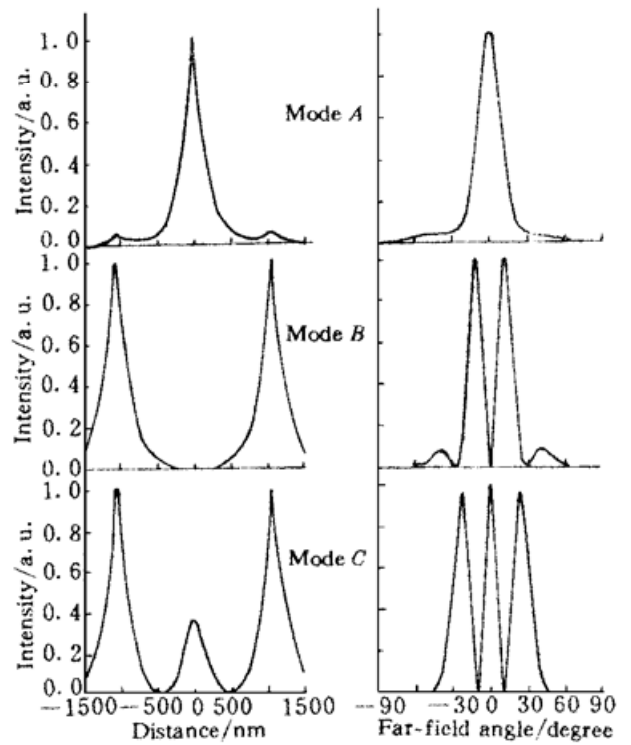 Intensity/a. u.
1. 0
0. 8
0. 6
0. 4
0. 2
0. 0
Mode A
Intensity/a. u.
1. 0
0. 8
0. 6
0. 4
0. 2
0. 0
Mode B
Intensity/a. u.
1. 0
0. 8
0. 6
0. 4
0. 2
0. 0
Mode C
—1500 —500 0 500 1500
Distance/nm
—90 —30 0 30 60 90
Far-field angle/degree